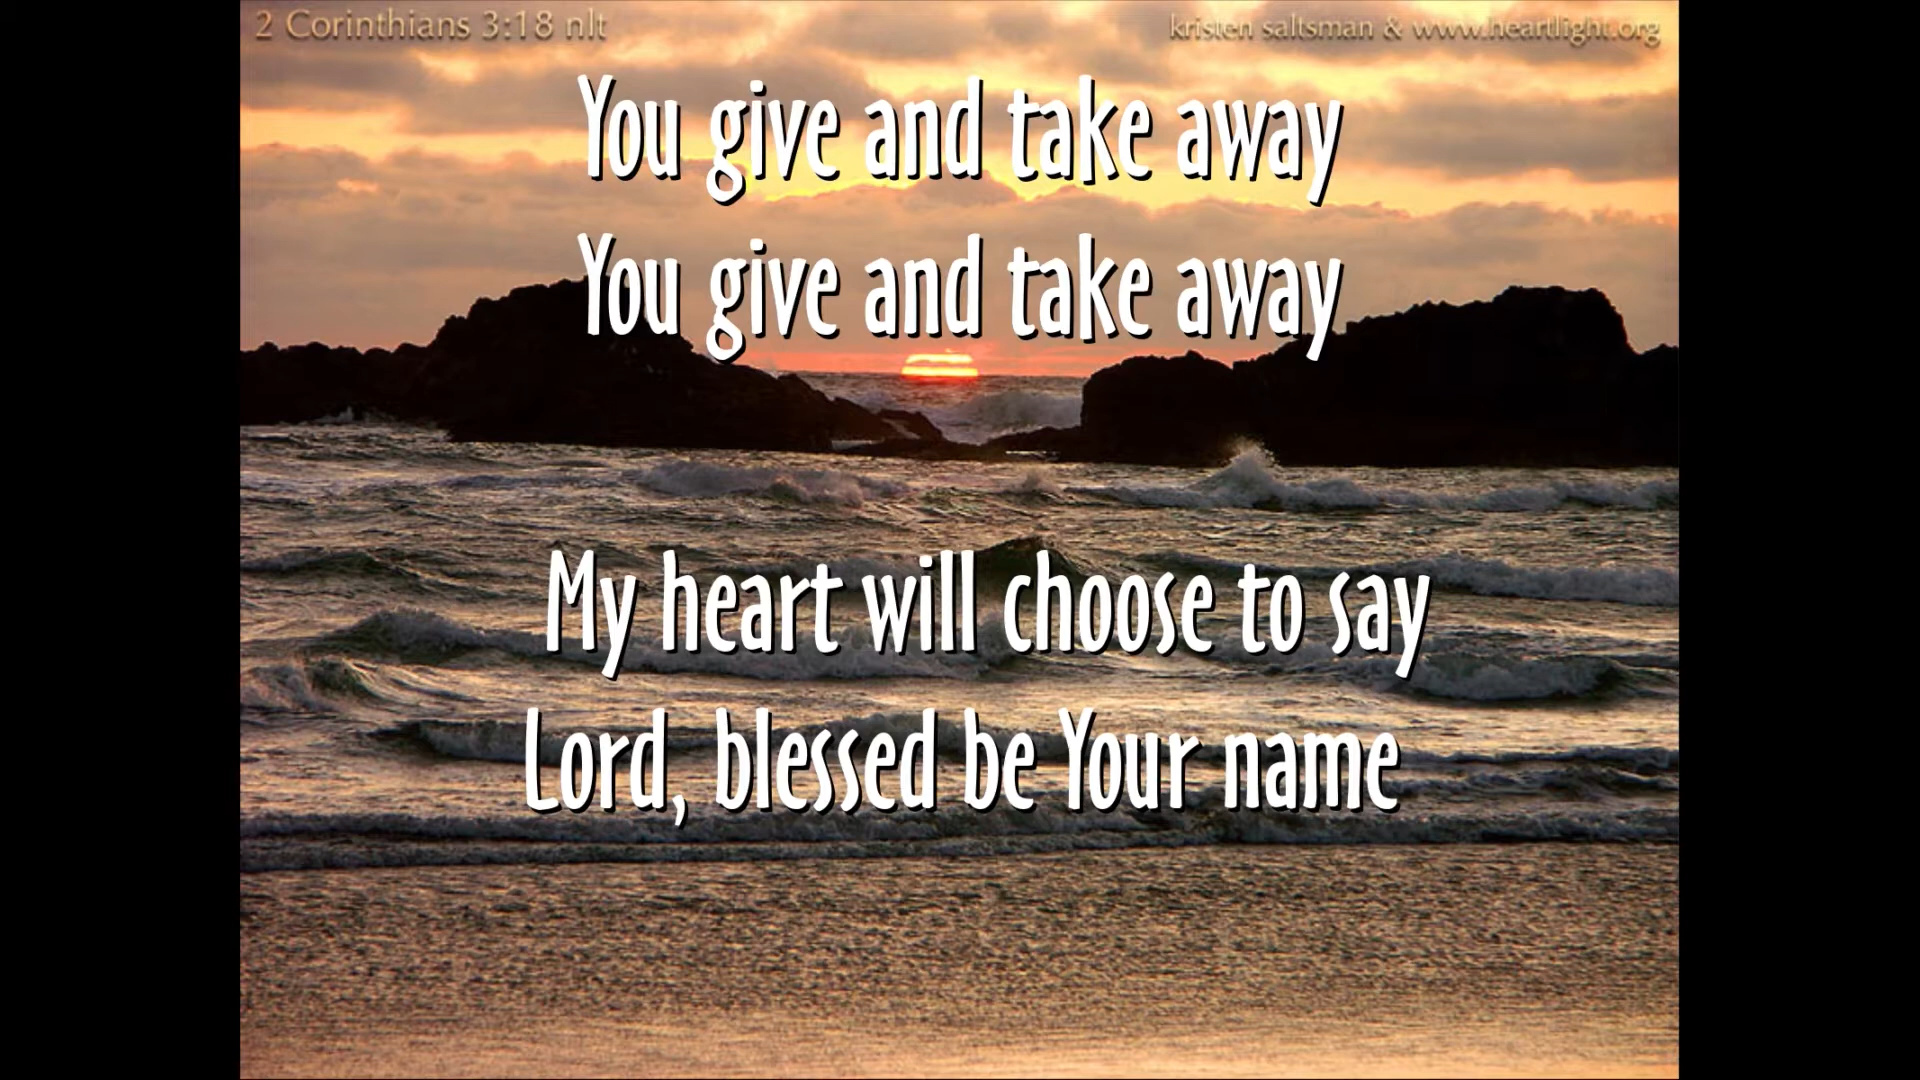 2 Corinthians 3:18 nlt
kristen saltsman & www.heartlight.org
You give and take away
You give and take away
My heart will choose to say
Lord, blessed be Your name